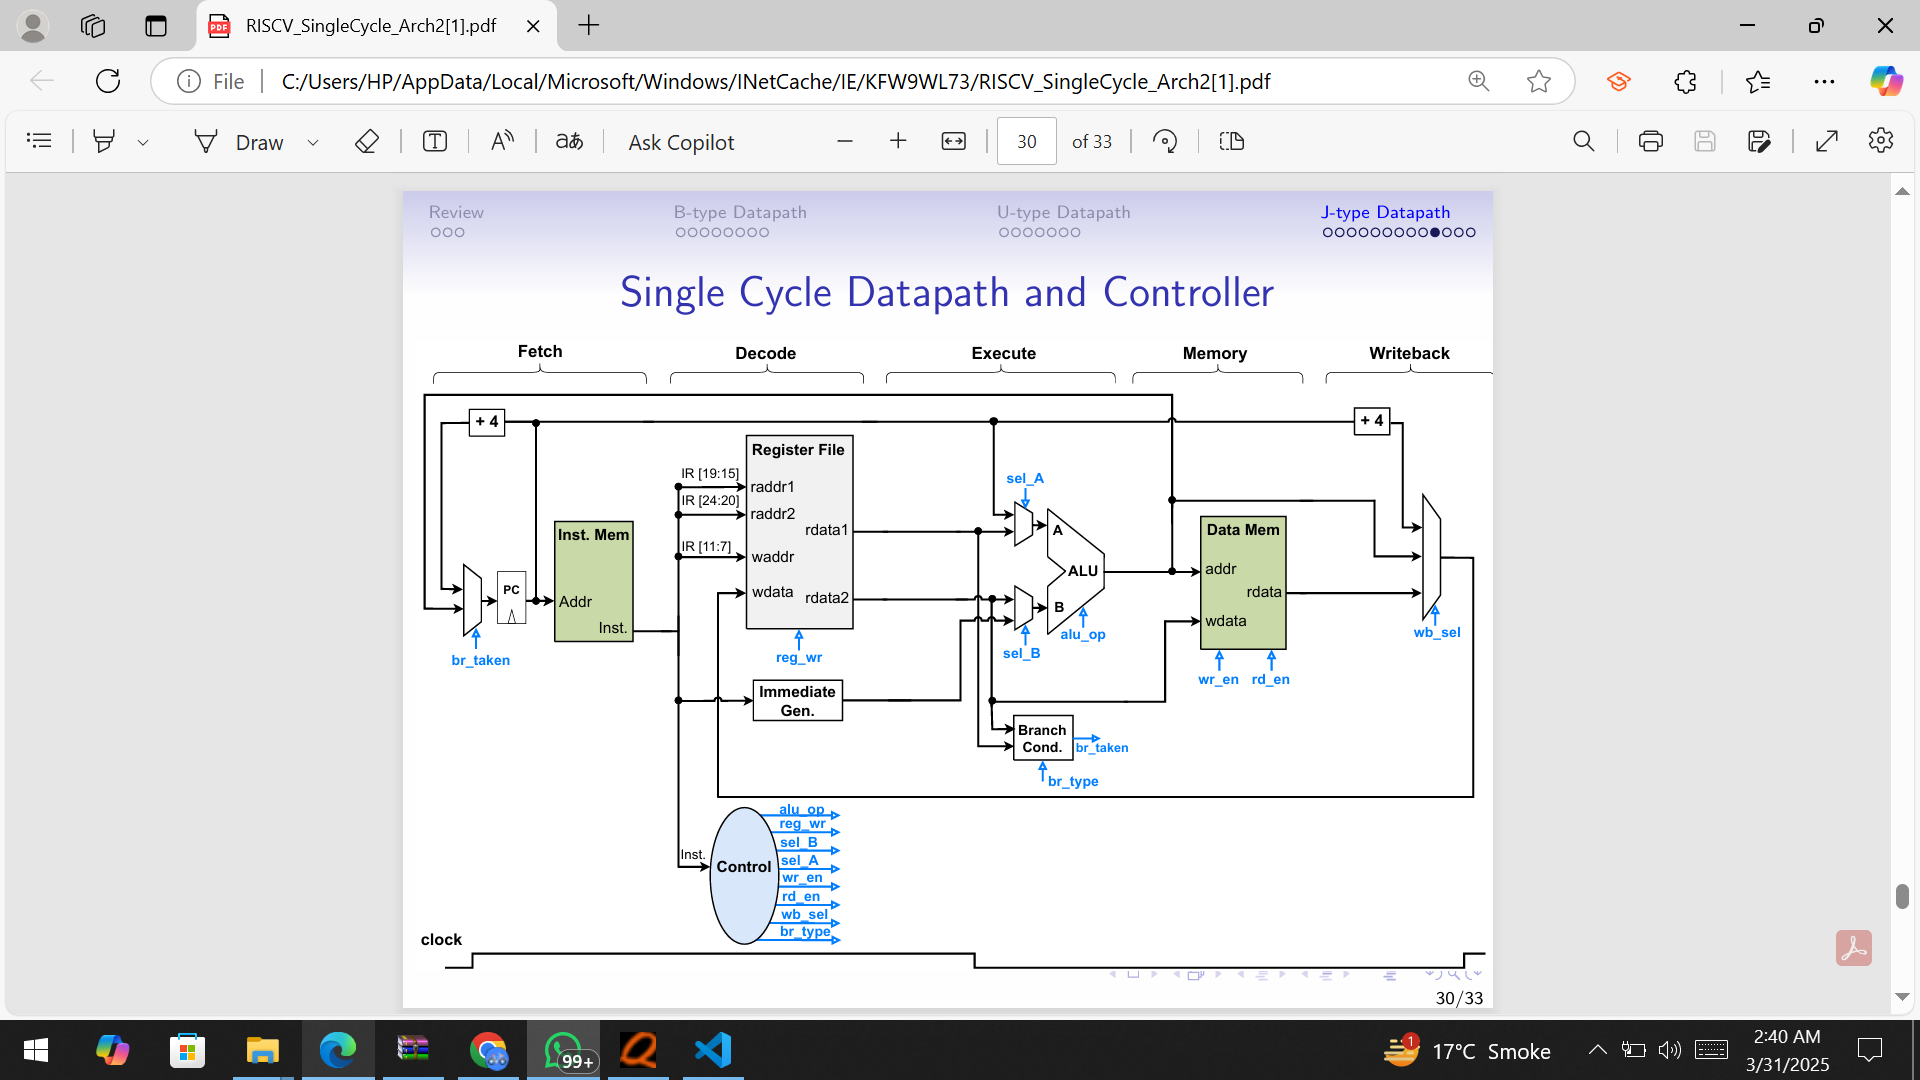 RISCV_SingleCycle_Arch2[1].pdf
File
C:/Users/HP/AppData/Local/Microsoft/Windows/INetCache/IE/KFW9WL73/RISCV_SingleCycle_Arch2[1].pdf
Draw
Ask Copilot
30 of 33
Review
B-type Datapath
U-type Datapath
J-type Datapath
Single Cycle Datapath and Controller
Fetch
Decode
Execute
Memory
Writeback
+ 4
+ 4
Register File
IR [19:15]
raddr1
IR [24:20]
raddr2
rdata1
IR [11:7]
waddr
wdata
rdata2
reg_wr
Inst. Mem
Addr
Inst.
PC
br_taken
sel_A
A
ALU
B
alu_op
sel_B
Data Mem
addr
rdata
wdata
wr_en
rd_en
wb_sel
Immediate
Gen.
Branch
Cond.
br_taken
br_type
Inst.
Control
alu_op
reg_wr
sel_B
sel_A
wr_en
rd_en
wb_sel
br_type
clock
30/33
99+
1
17°C Smoke
2:40 AM
3/31/2025